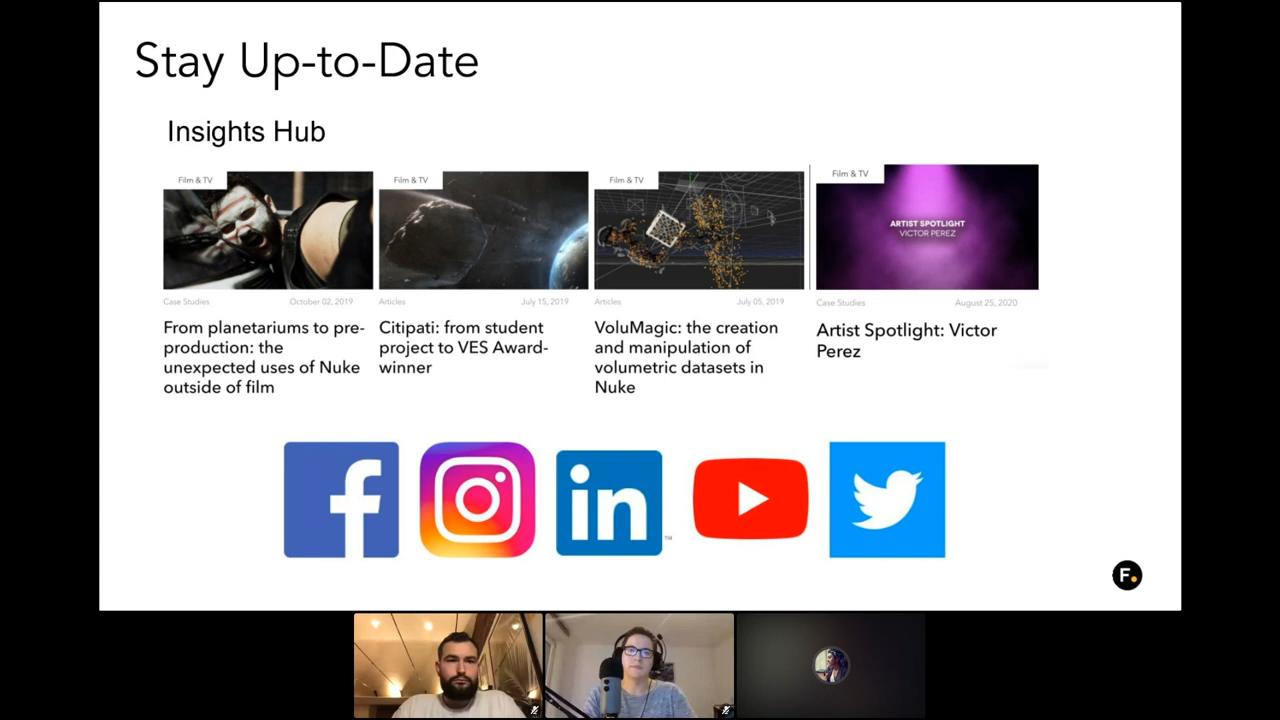 Stay Up-to-Date
Insights Hub
Film & TV
Case Studies
October 02, 2019
From planetariums to pre-
production: the
unexpected uses of Nuke
outside of film
Film & TV
Articles
July 15, 2019
Citipati: from student
project to VES Award-
winner
Film & TV
Articles
July 05, 2019
VoluMagic: the creation
and manipulation of
volumetric datasets in
Nuke
Film & TV
ARTIST SPOTLIGHT
VICTOR PEREZ
Case Studies
August 25, 2020
Artist Spotlight: Victor
Perez
f
in
TM
F.